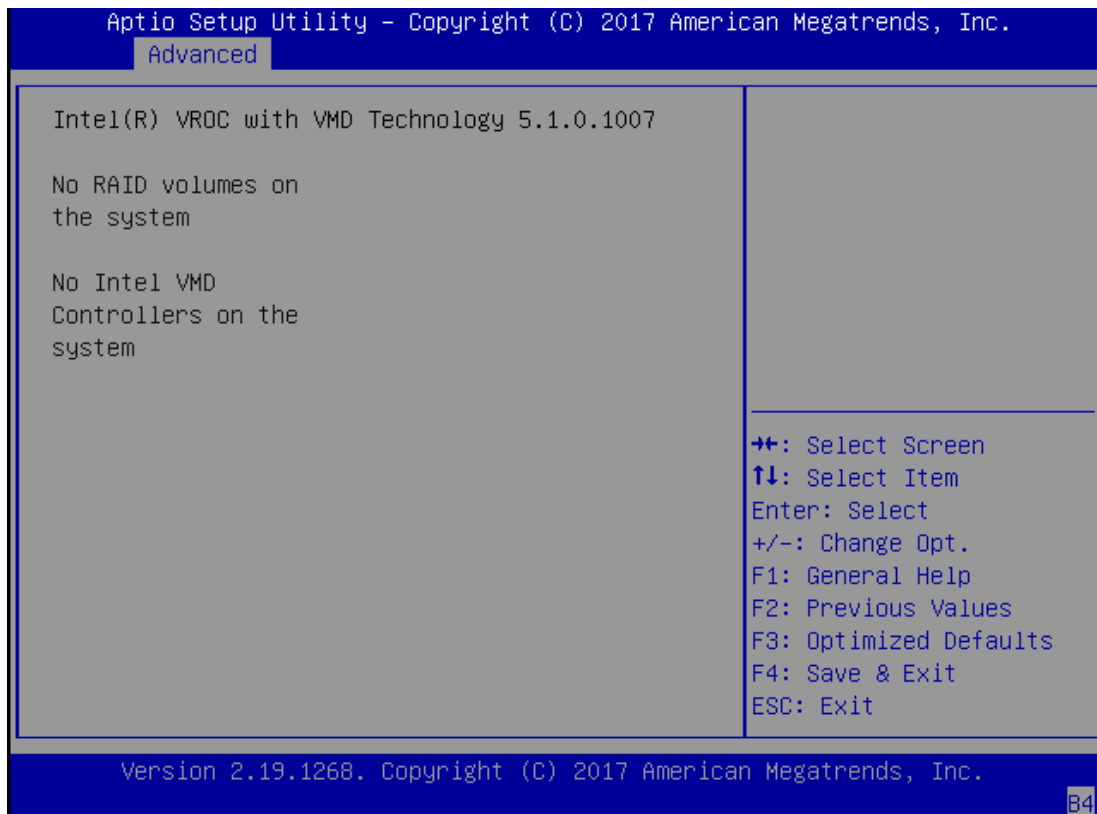 Aptio Setup Utility – Copyright (C) 2017 American Megatrends, Inc.
Advanced
Intel(R) VROC with VMD Technology 5.1.0.1007
No RAID volumes on
the system
No Intel VMD
Controllers on the
system
→←: Select Screen
↑↓: Select Item
Enter: Select
+/-: Change Opt.
F1: General Help
F2: Previous Values
F3: Optimized Defaults
F4: Save & Exit
ESC: Exit
Version 2.19.1268. Copyright (C) 2017 American Megatrends, Inc.
B4